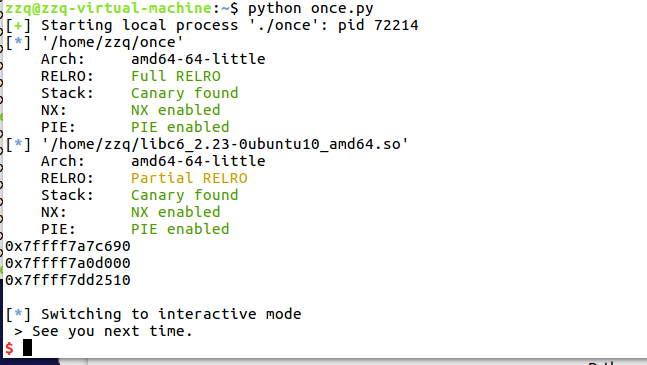 zzq@zzq-virtual-machine:~$ python once.py
[+] Starting local process './once': pid 72214
[*] '/home/zzq/once'
    Arch:     amd64-64-little
    RELRO:    Full RELRO
    Stack:    Canary found
    NX:       NX enabled
    PIE:      PIE enabled
[*] '/home/zzq/libc6_2.23-0ubuntu10_amd64.so'
    Arch:     amd64-64-little
    RELRO:    Partial RELRO
    Stack:    Canary found
    NX:       NX enabled
    PIE:      PIE enabled
0x7ffff7a7c690
0x7ffff7a0d000
0x7ffff7dd2510
[*] Switching to interactive mode
 > See you next time.
$